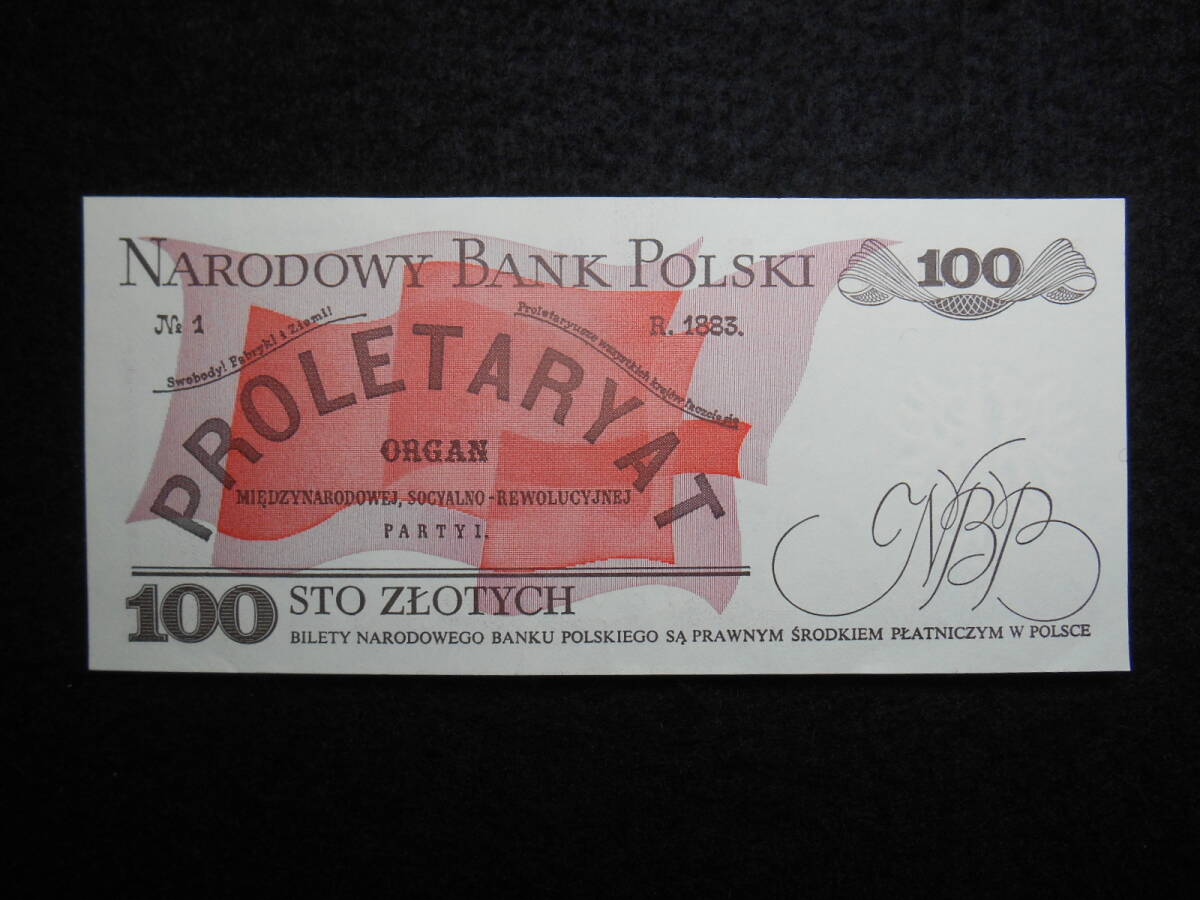 NARODOWY BANK POLSKI
100
№ 1
R. 1883.
Swobody! Fabryk! i Ziemi!
Proletaryusze wszystkich krajów łączcie się
PROLETARYAT
ORGAN
MIĘDZYNARODOWEJ, SOCYALNO-REWOLUCYJNEJ
PARTYI.
NBP
100 STO ZŁOTYCH
BILETY NARODOWEGO BANKU POLSKIEGO SĄ PRAWNYM ŚRODKIEM PŁATNICZYM W POLSCE